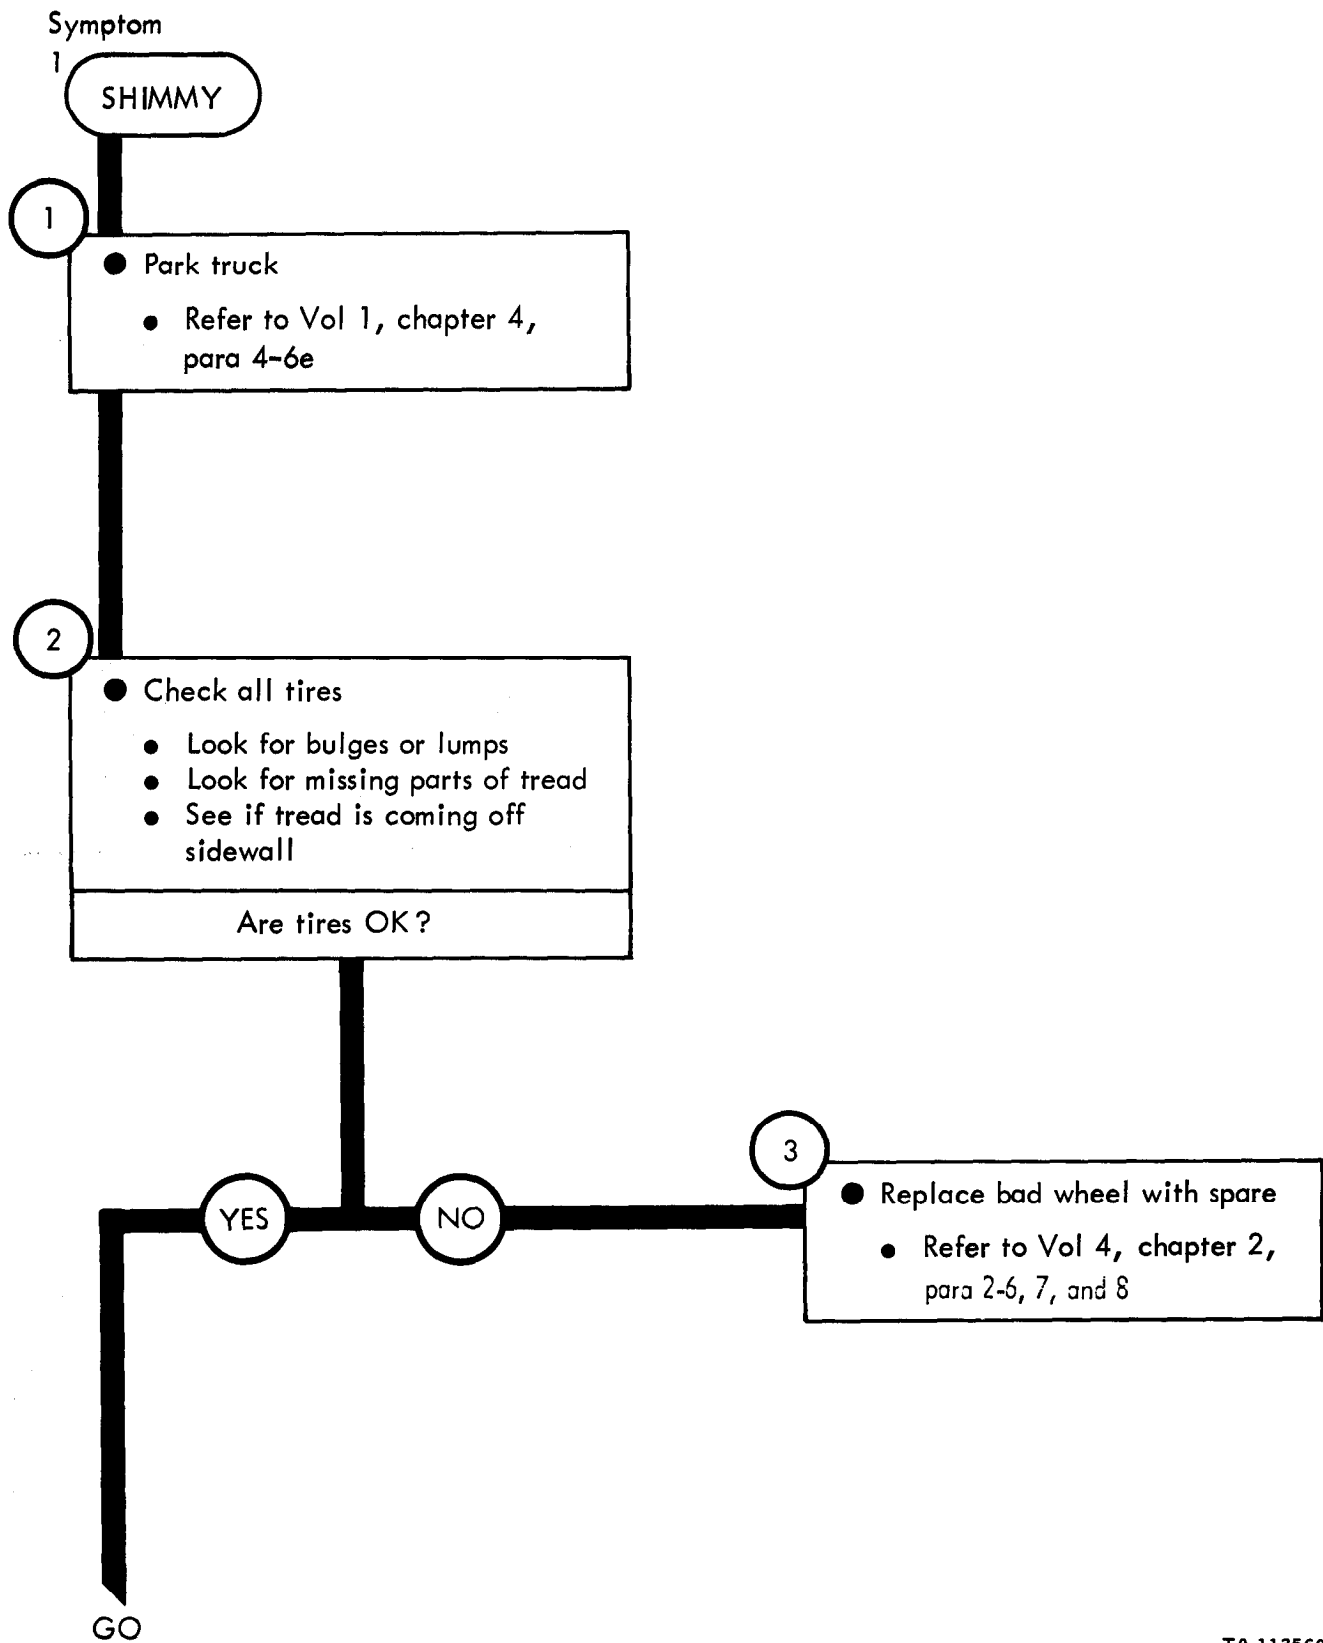 Symptom
1
SHIMMY
1
● Park truck
● Refer to Vol 1, chapter 4,
para 4-6e
2
● Check all tires
● Look for bulges or lumps
● Look for missing parts of tread
● See if tread is coming off
sidewall
Are tires OK?
YES
NO
3
● Replace bad wheel with spare
● Refer to Vol 4, chapter 2,
para 2-6, 7, and 8
GO